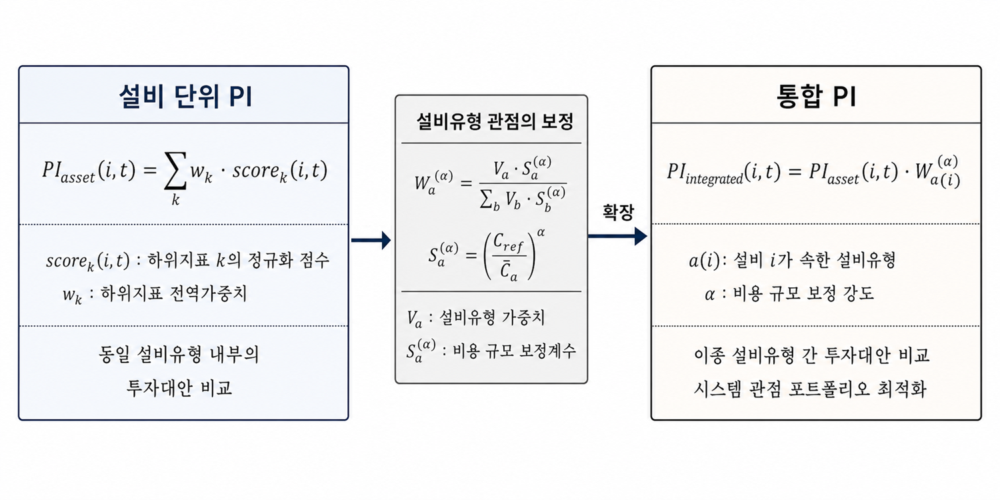 설비 단위 PI
PI_asset(i, t) = ∑_k w_k · score_k(i, t)
score_k(i, t) : 하위지표 k의 정규화 점수
w_k : 하위지표 전역가중치
동일 설비유형 내부의
투자대안 비교
설비유형 관점의 보정
W_a^(α) = (V_a · S_a^(α)) / (∑_b V_b · S_b^(α))
S_a^(α) = (C_ref / C̄_a)^α
V_a : 설비유형 가중치
S_a^(α) : 비용 규모 보정계수
확장
통합 PI
PI_integrated(i, t) = PI_asset(i, t) · W_a(i)^(α)
a(i): 설비 i가 속한 설비유형
α : 비용 규모 보정 강도
이종 설비유형 간 투자대안 비교
시스템 관점 포트폴리오 최적화